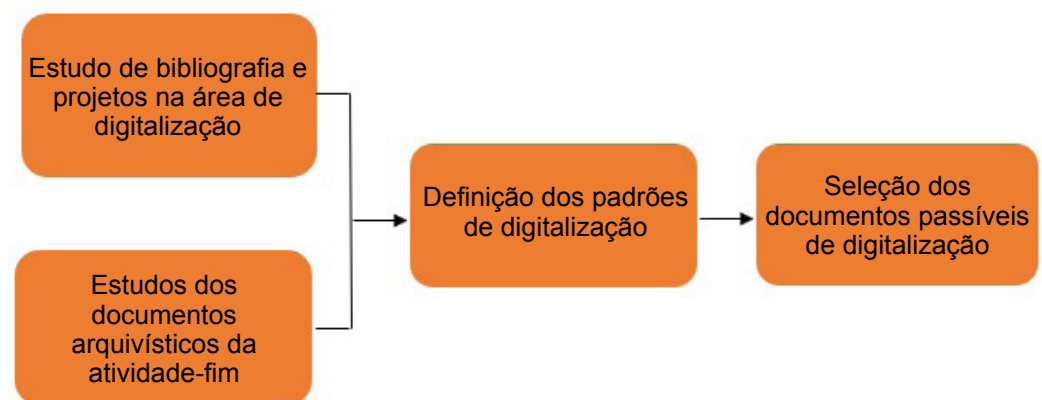 Estudo de bibliografia e
projetos na área de
digitalização
Estudos dos
documentos
arquivísticos da
atividade-fim
Definição dos padrões
de digitalização
Seleção dos
documentos passíveis
de digitalização